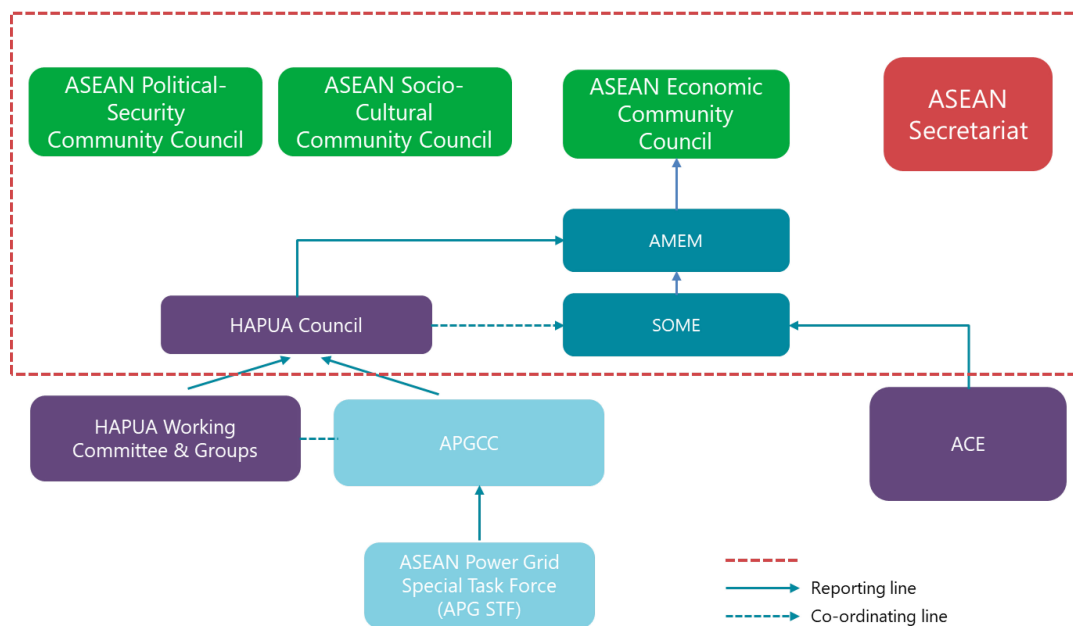 ASEAN Political-
Security
Community Council
ASEAN Socio-
Cultural
Community Council
ASEAN Economic
Community
Council
ASEAN
Secretariat
AMEM
HAPUA Council
SOME
HAPUA Working
Committee & Groups
APGCC
ACE
ASEAN Power Grid
Special Task Force
(APG STF)
Reporting line
Co-ordinating line